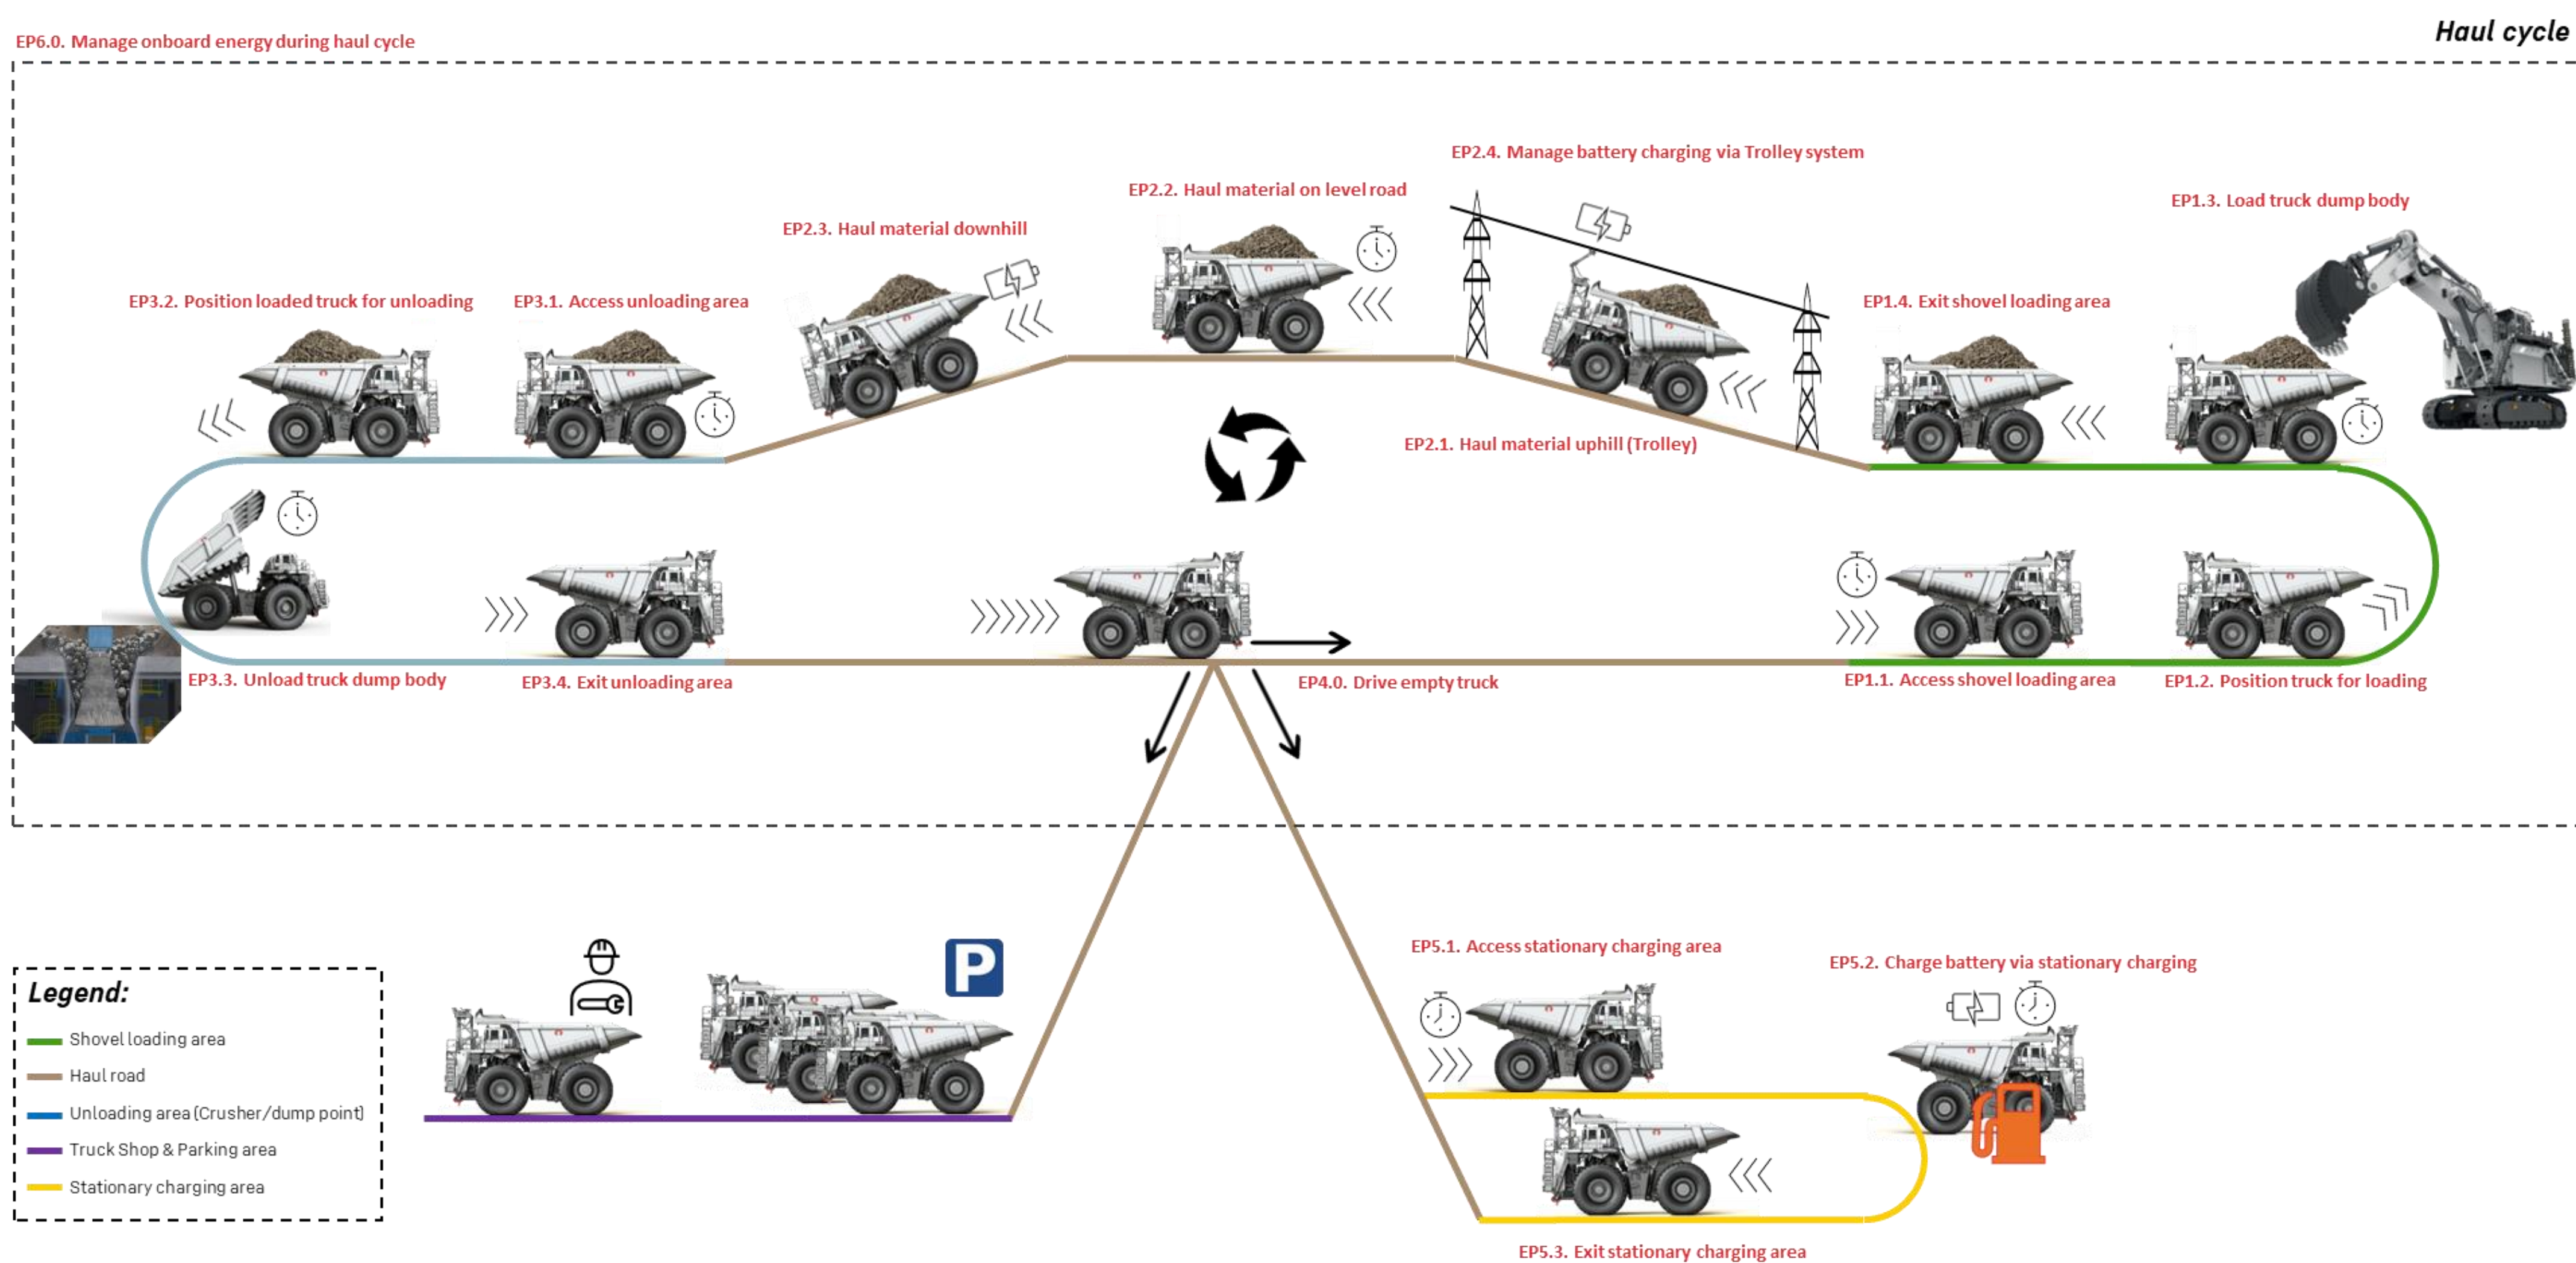 Haul cycle
EP6.0. Manage onboard energy during haul cycle
EP2.4. Manage battery charging via Trolley system
EP2.2. Haul material on level road
EP1.3. Load truck dump body
EP2.3. Haul material downhill
EP3.2. Position loaded truck for unloading
EP3.1. Access unloading area
EP1.4. Exit shovel loading area
EP2.1. Haul material uphill (Trolley)
EP3.3. Unload truck dump body
EP3.4. Exit unloading area
EP4.0. Drive empty truck
EP1.1. Access shovel loading area
EP1.2. Position truck for loading
P
EP5.1. Access stationary charging area
EP5.2. Charge battery via stationary charging
Legend:
Shovel loading area
Haul road
Unloading area (Crusher/dump point)
Truck Shop & Parking area
Stationary charging area
EP5.3. Exit stationary charging area